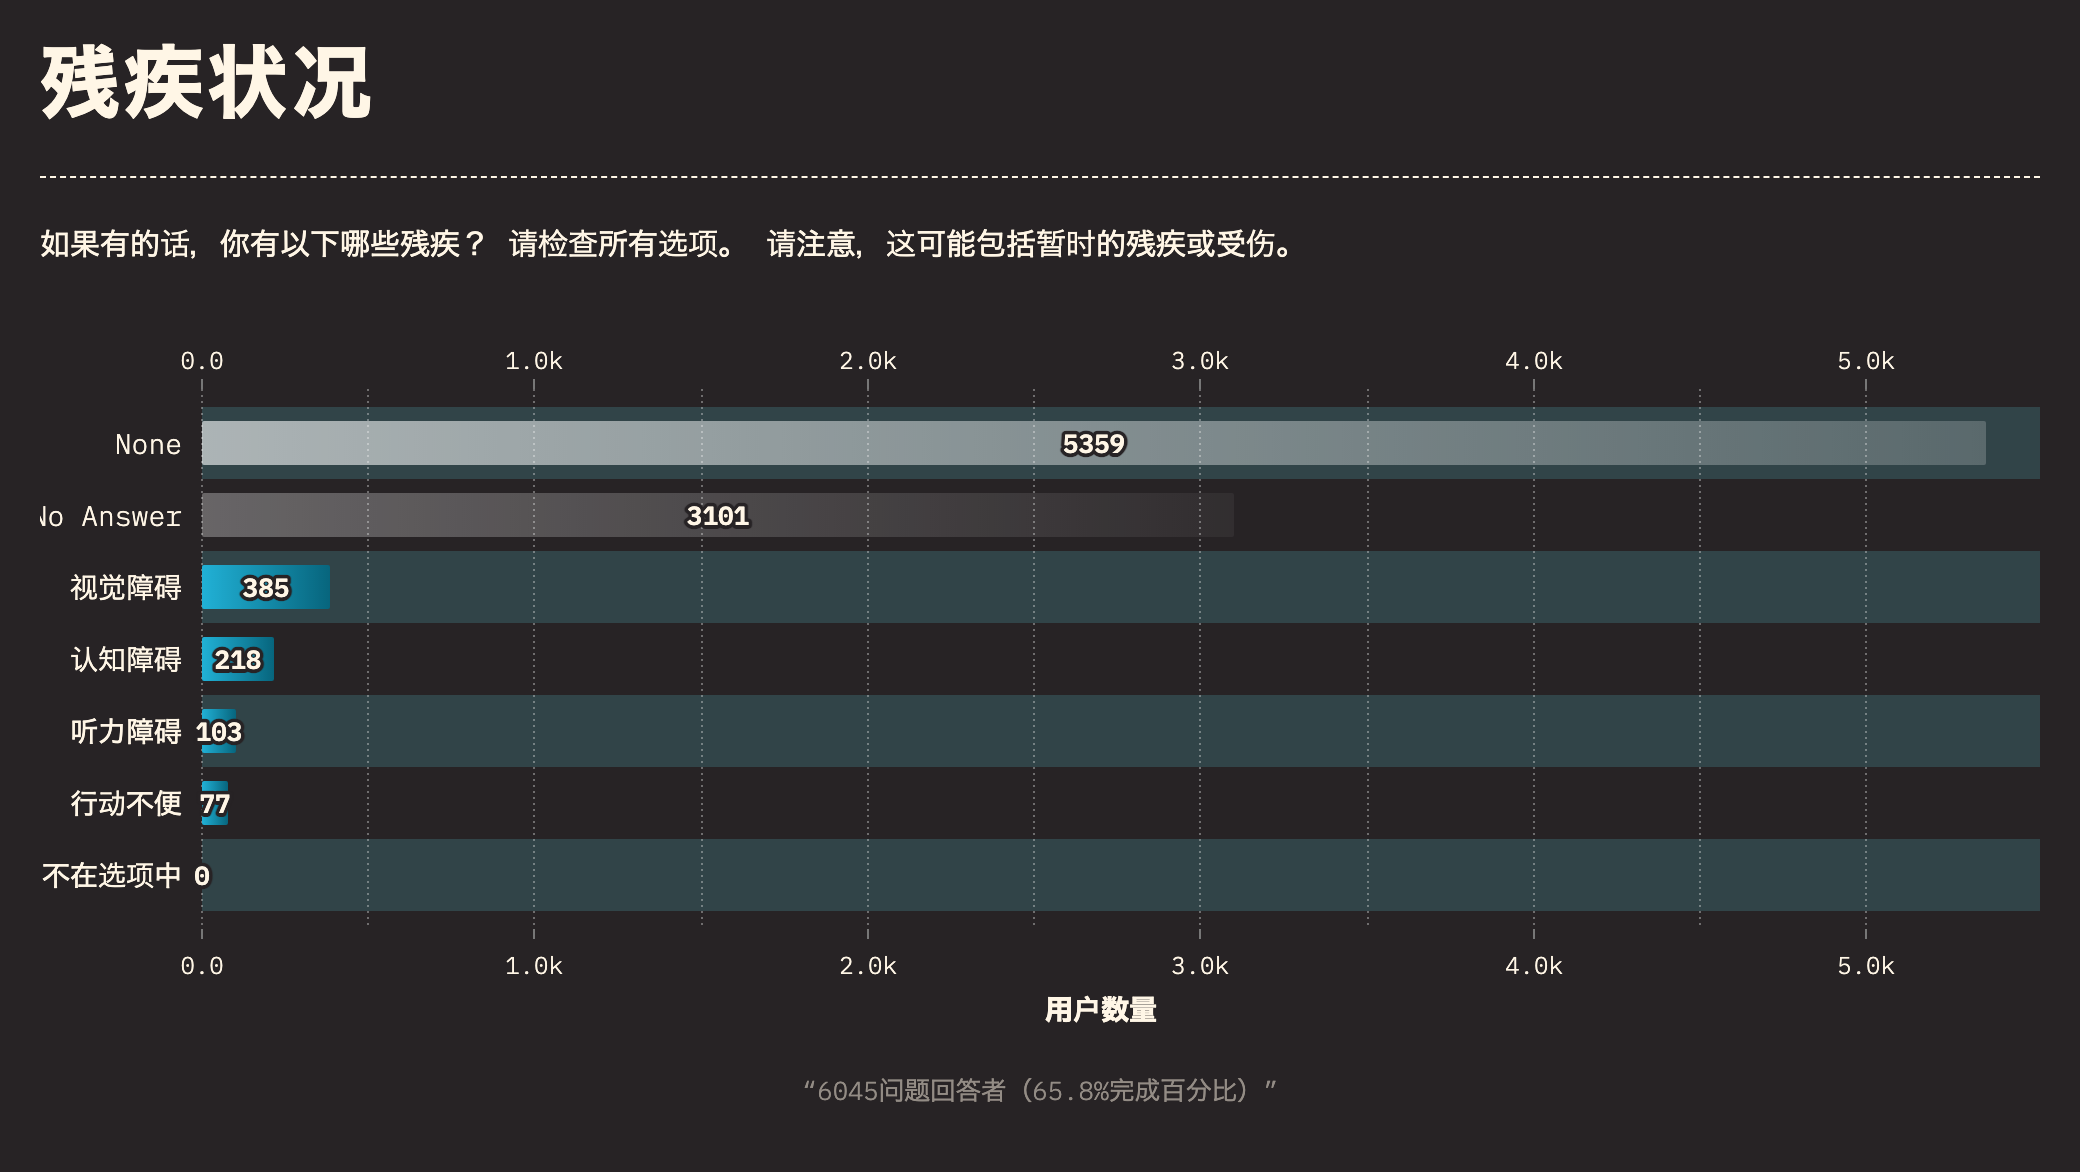 残疾状况
如果有的话，你有以下哪些残疾？ 请检查所有选项。 请注意，这可能包括暂时的残疾或受伤。
0.0 1.0k 2.0k 3.0k 4.0k 5.0k
None 5359
No Answer 3101
视觉障碍 385
认知障碍 218
听力障碍 103
行动不便 77
不在选项中 0
0.0 1.0k 2.0k 3.0k 4.0k 5.0k
用户数量
“6045问题回答者（65.8%完成百分比）”